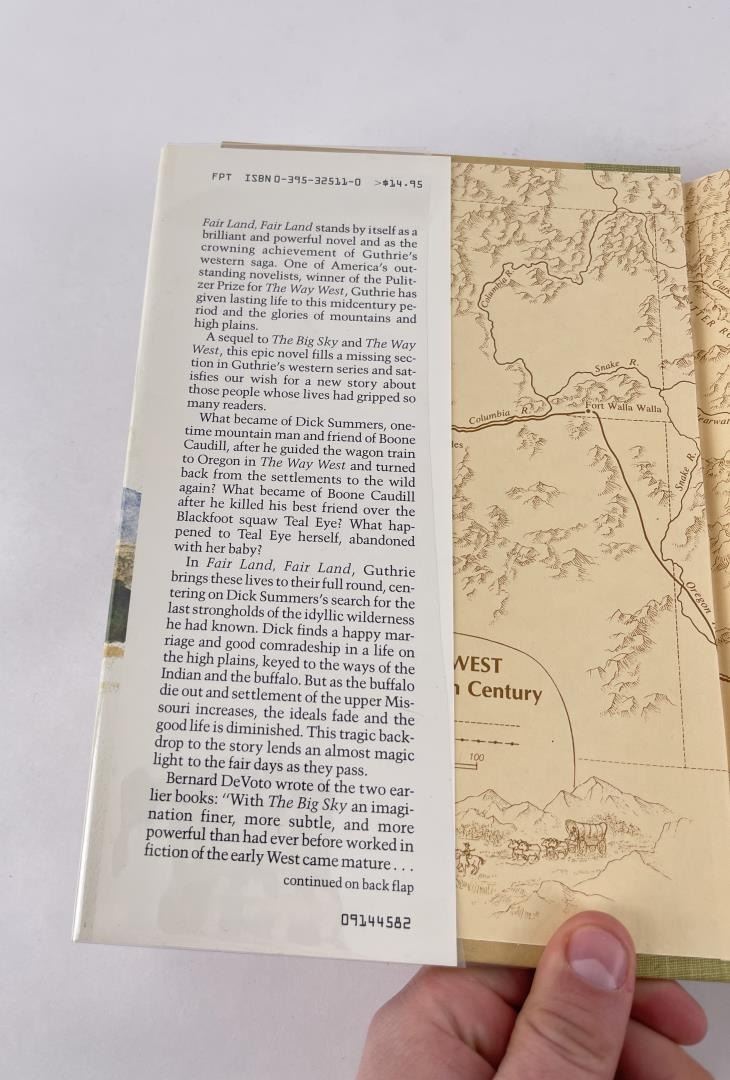 FPT ISBN 0-395-32511-0 >$14.95
Fair Land, Fair Land stands by itself as a
brilliant and powerful novel and as the
crowning achievement of Guthrie's
western saga. One of America's out-
standing novelists, winner of the Pulit-
zer Prize for The Way West, Guthrie has
given lasting life to this midcentury pe-
riod and the glories of mountains and
high plains.
A sequel to The Big Sky and The Way
West, this epic novel fills a missing sec-
tion in Guthrie's western series and sat-
isfies our wish for a new story about
those people whose lives had gripped so
many readers.
What became of Dick Summers, one-
time mountain man and friend of Boone
Caudill, after he guided the wagon train
to Oregon in The Way West and turned
back from the settlements to the wild
again? What became of Boone Caudill
after he killed his best friend over the
Blackfoot squaw Teal Eye? What hap-
pened to Teal Eye herself, abandoned
with her baby?
In Fair Land, Fair Land, Guthrie
brings these lives to their full round, cen-
tering on Dick Summers's search for the
last strongholds of the idyllic wilderness
he had known. Dick finds a happy mar-
riage and good comradeship in a life on
the high plains, keyed to the ways of the
Indian and the buffalo. But as the buffalo
die out and settlement of the upper Mis-
souri increases, the ideals fade and the
good life is diminished. This tragic back-
drop to the story lends an almost magic
light to the fair days as they pass.
Bernard DeVoto wrote of the two ear-
lier books: "With The Big Sky an imagi-
nation finer, more subtle, and more
powerful than had ever before worked in
fiction of the early West came mature . . .
continued on back flap
09144582
Columbia R.
Snake R.
Fort Walla Walla
Columbia R.
les
Snake R.
Oregon
WEST
Century
100